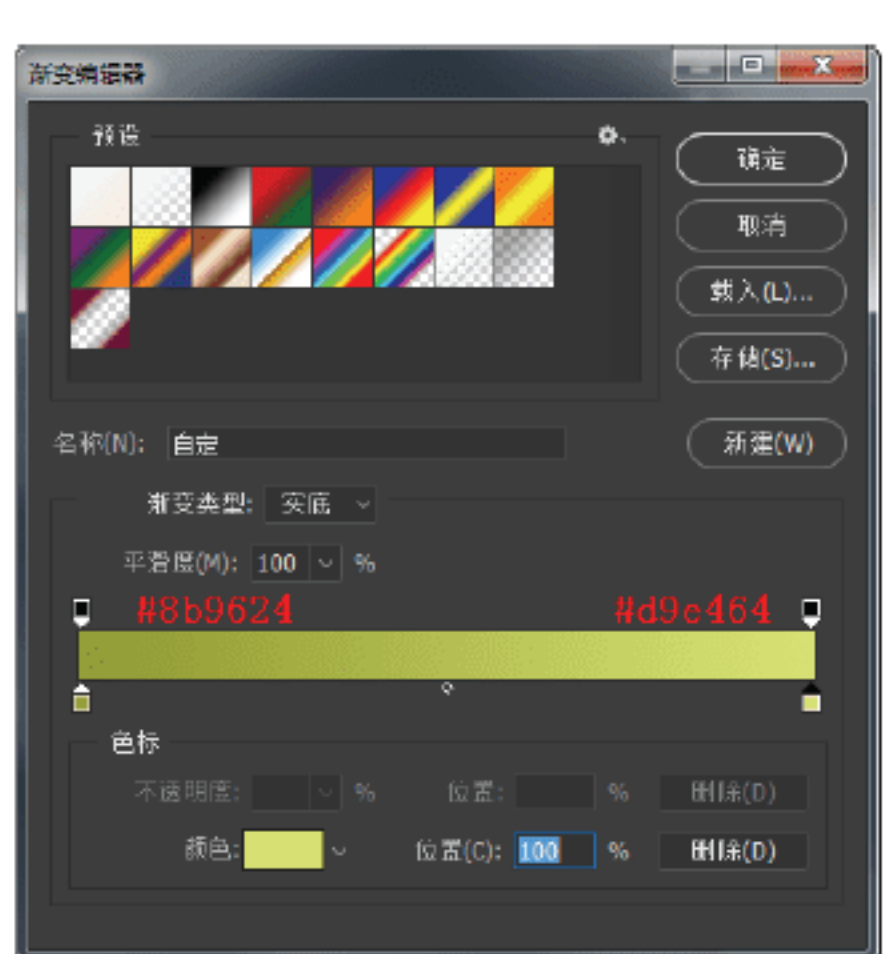 渐变编辑器
预设
确定
取消
载入(L)...
存储(S)...
名称(N): 自定
新建(W)
渐变类型: 实底
平滑度(M): 100 %
#8b9624 #d9c464
色标
不透明度: % 位置: % 删除(D)
颜色: 位置(C): 100 % 删除(D)